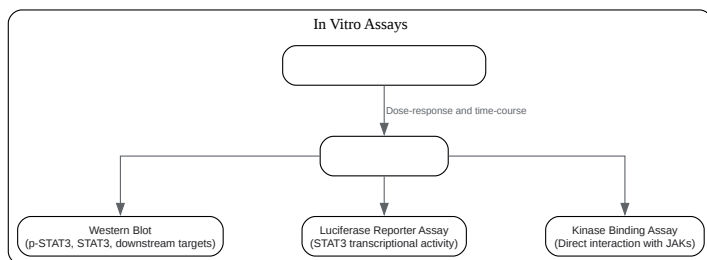 In Vitro Assays
Dose-response and time-course
Western Blot
(p-STAT3, STAT3, downstream targets)
Luciferase Reporter Assay
(STAT3 transcriptional activity)
Kinase Binding Assay
(Direct interaction with JAKs)